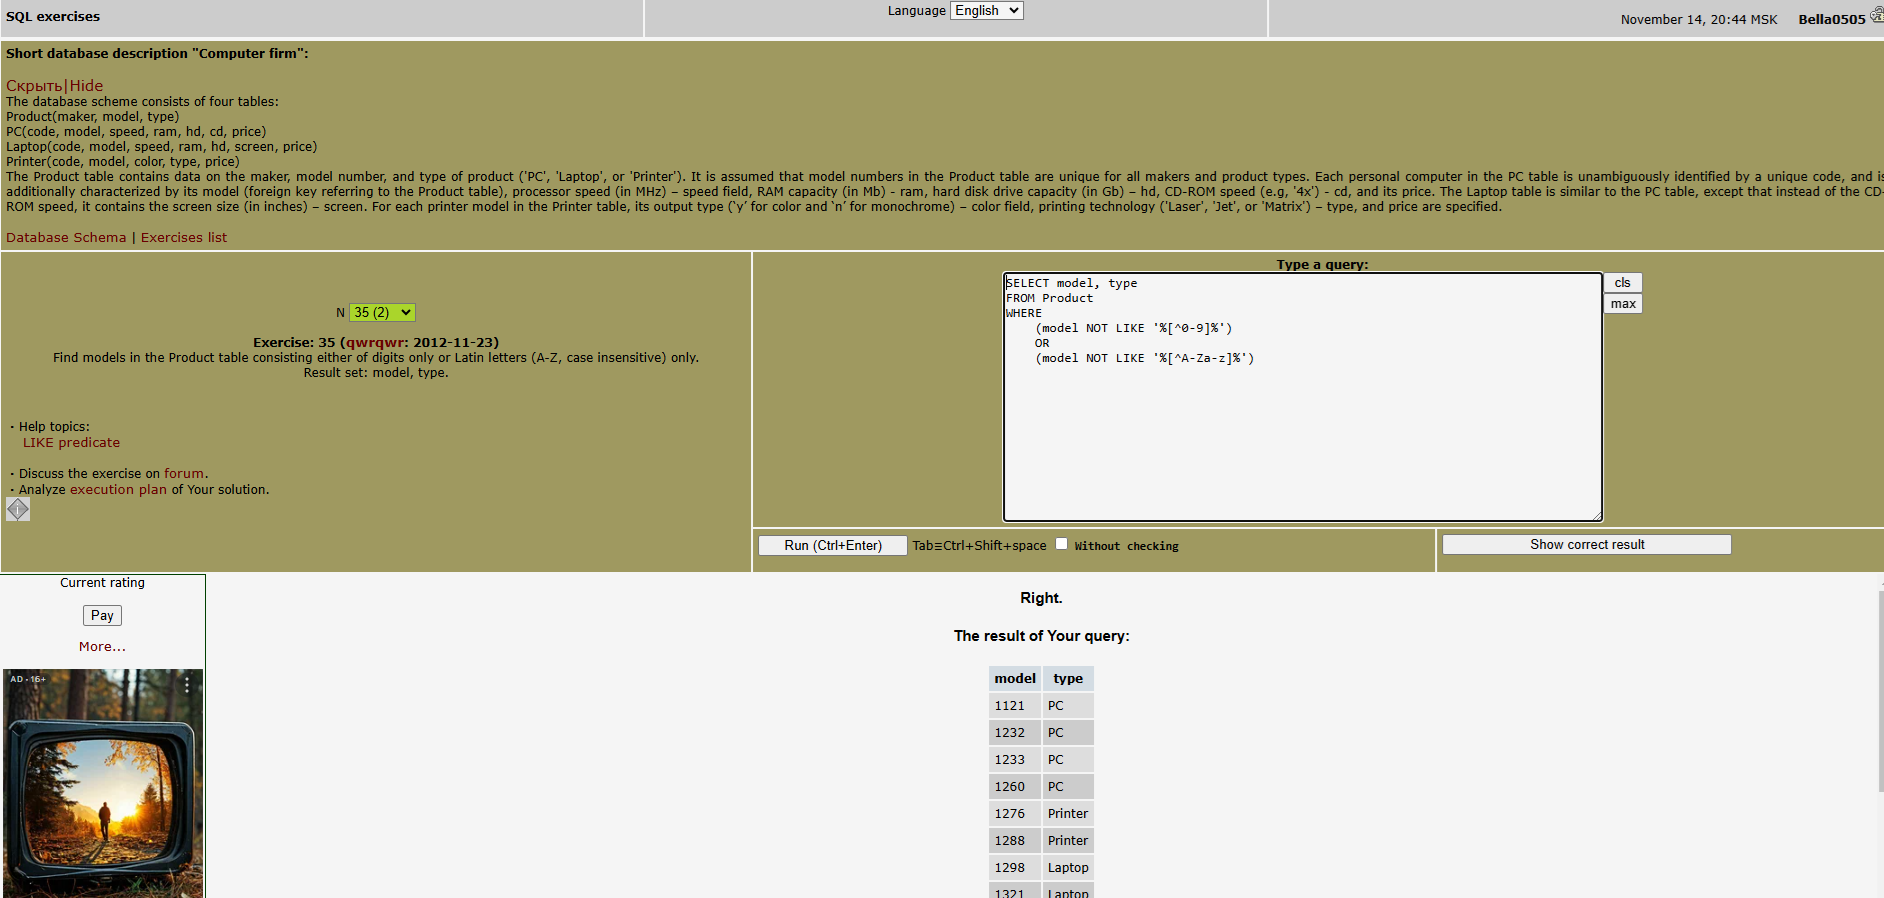 SQL exercises
Language English
November 14, 20:44 MSK Bella0505
Short database description "Computer firm":
Скрыть|Hide
The database scheme consists of four tables:
Product(maker, model, type)
PC(code, model, speed, ram, hd, cd, price)
Laptop(code, model, speed, ram, hd, screen, price)
Printer(code, model, color, type, price)
The Product table contains data on the maker, model number, and type of product ('PC', 'Laptop', or 'Printer'). It is assumed that model numbers in the Product table are unique for all makers and product types. Each personal computer in the PC table is unambiguously identified by a unique code, and is
additionally characterized by its model (foreign key referring to the Product table), processor speed (in MHz) – speed field, RAM capacity (in Mb) - ram, hard disk drive capacity (in Gb) – hd, CD-ROM speed (e.g, '4x') - cd, and its price. The Laptop table is similar to the PC table, except that instead of the CD-
ROM speed, it contains the screen size (in inches) – screen. For each printer model in the Printer table, its output type (‘y’ for color and ‘n’ for monochrome) – color field, printing technology ('Laser', 'Jet', or 'Matrix') – type, and price are specified.
Database Schema | Exercises list
N 35 (2)
Exercise: 35 (qwrqwr: 2012-11-23)
Find models in the Product table consisting either of digits only or Latin letters (A-Z, case insensitive) only.
Result set: model, type.
· Help topics:
LIKE predicate
· Discuss the exercise on forum.
· Analyze execution plan of Your solution.
Type a query:
SELECT model, type
FROM Product
WHERE
(model NOT LIKE '%[^0-9]%')
OR
(model NOT LIKE '%[^A-Za-z]%')
cls
max
Run (Ctrl+Enter) Tab≡Ctrl+Shift+space Without checking
Show correct result
Current rating
Pay
More...
AD · 16+
Right.
The result of Your query:
model type
1121 PC
1232 PC
1233 PC
1260 PC
1276 Printer
1288 Printer
1298 Laptop
1321 Laptop